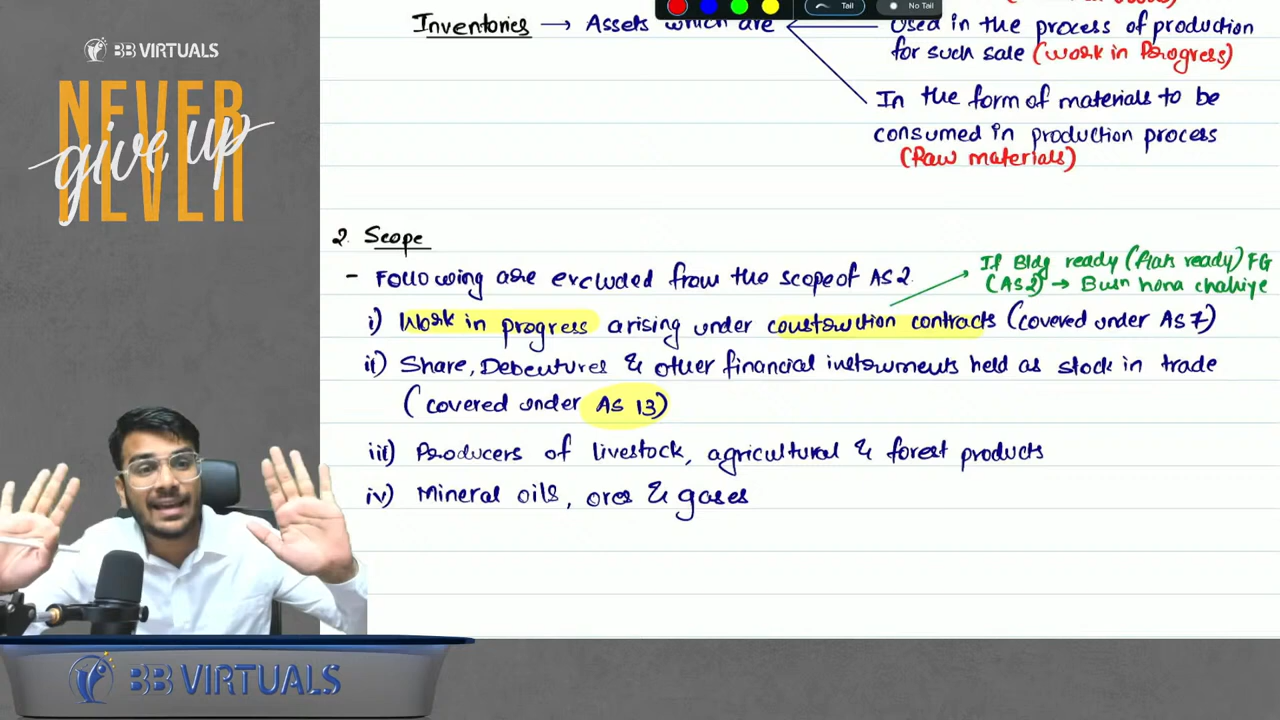 Tail
No Tail
BB VIRTUALS
NEVER
give up
NEVER
Inventories → Assets which are
Used in the process of production
for such sale (Work in Progress)
In the form of materials to be
consumed in production process
(Raw materials)
2. Scope
- Following are excluded from the scope of AS 2.
If Bldg ready (flats ready) FG
(AS2) → Busn hona chahiye
i) Work in progress arising under construction contracts (covered under AS 7)
ii) Share, Debentures & other financial instruments held as stock in trade
(covered under AS 13)
iii) Producers of livestock, agricultural & forest products
iv) Mineral oils, ores & gases
BB VIRTUALS